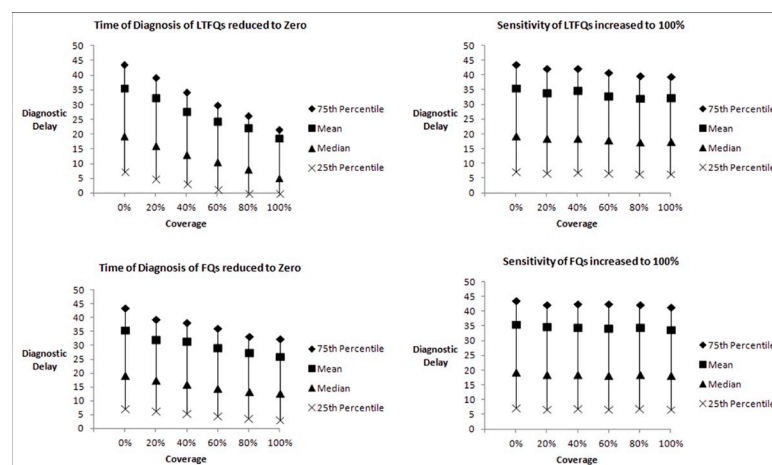 Time of Diagnosis of LTFQs reduced to Zero
50
45
40
35
30
25
20
15
10
5
0
Diagnostic
Delay
0% 20% 40% 60% 80% 100%
Coverage
75th Percentile
Mean
Median
25th Percentile
Sensitivity of LTFQs increased to 100%
50
45
40
35
30
25
20
15
10
5
0
Diagnostic
Delay
0% 20% 40% 60% 80% 100%
Coverage
75th Percentile
Mean
Median
25th Percentile
Time of Diagnosis of FQs reduced to Zero
50
45
40
35
30
25
20
15
10
5
0
Diagnostic
Delay
0% 20% 40% 60% 80% 100%
Coverage
75th Percentile
Mean
Median
25th Percentile
Sensitivity of FQs increased to 100%
50
45
40
35
30
25
20
15
10
5
0
Diagnostic
Delay
0% 20% 40% 60% 80% 100%
Coverage
75th Percentile
Mean
Median
25th Percentile